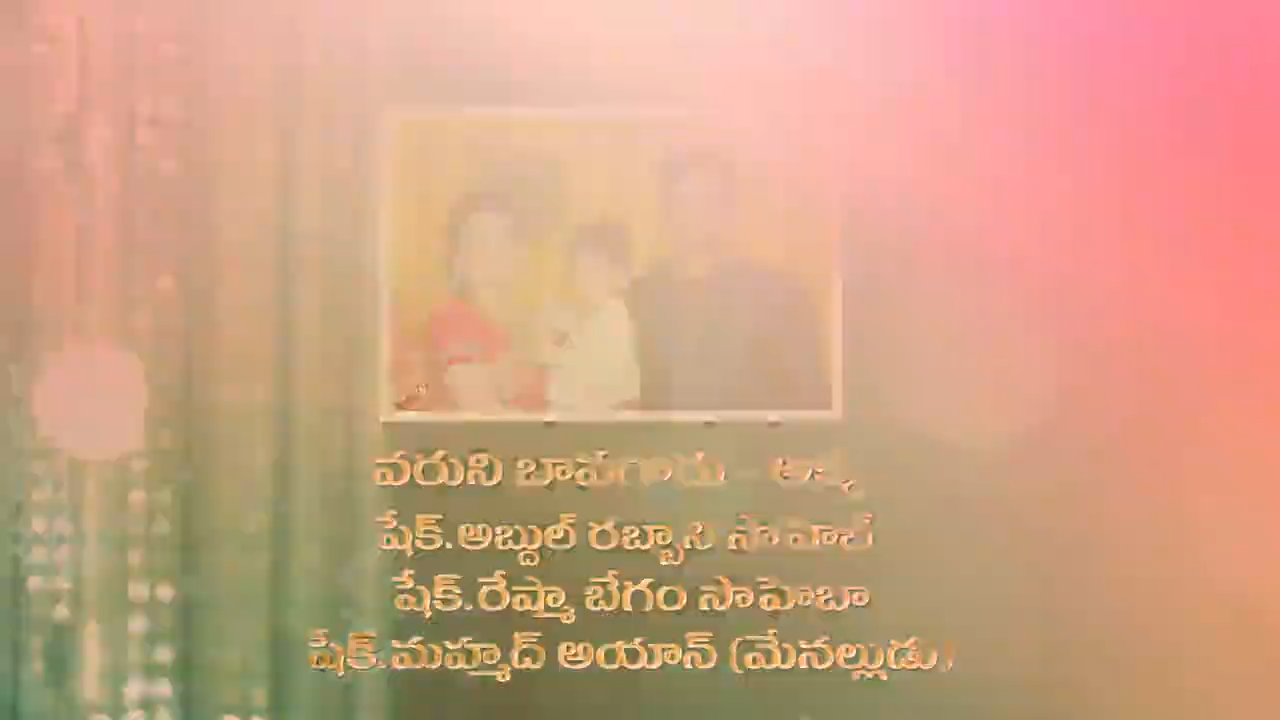 వరుని బావగారు - అక్క
షేక్.అబ్దుల్ రబ్బాని సాహెబ్
షేక్.రేష్మా బేగం సాహెబా
షేక్.మహ్మద్ అయాన్ (మేనల్లుడు)